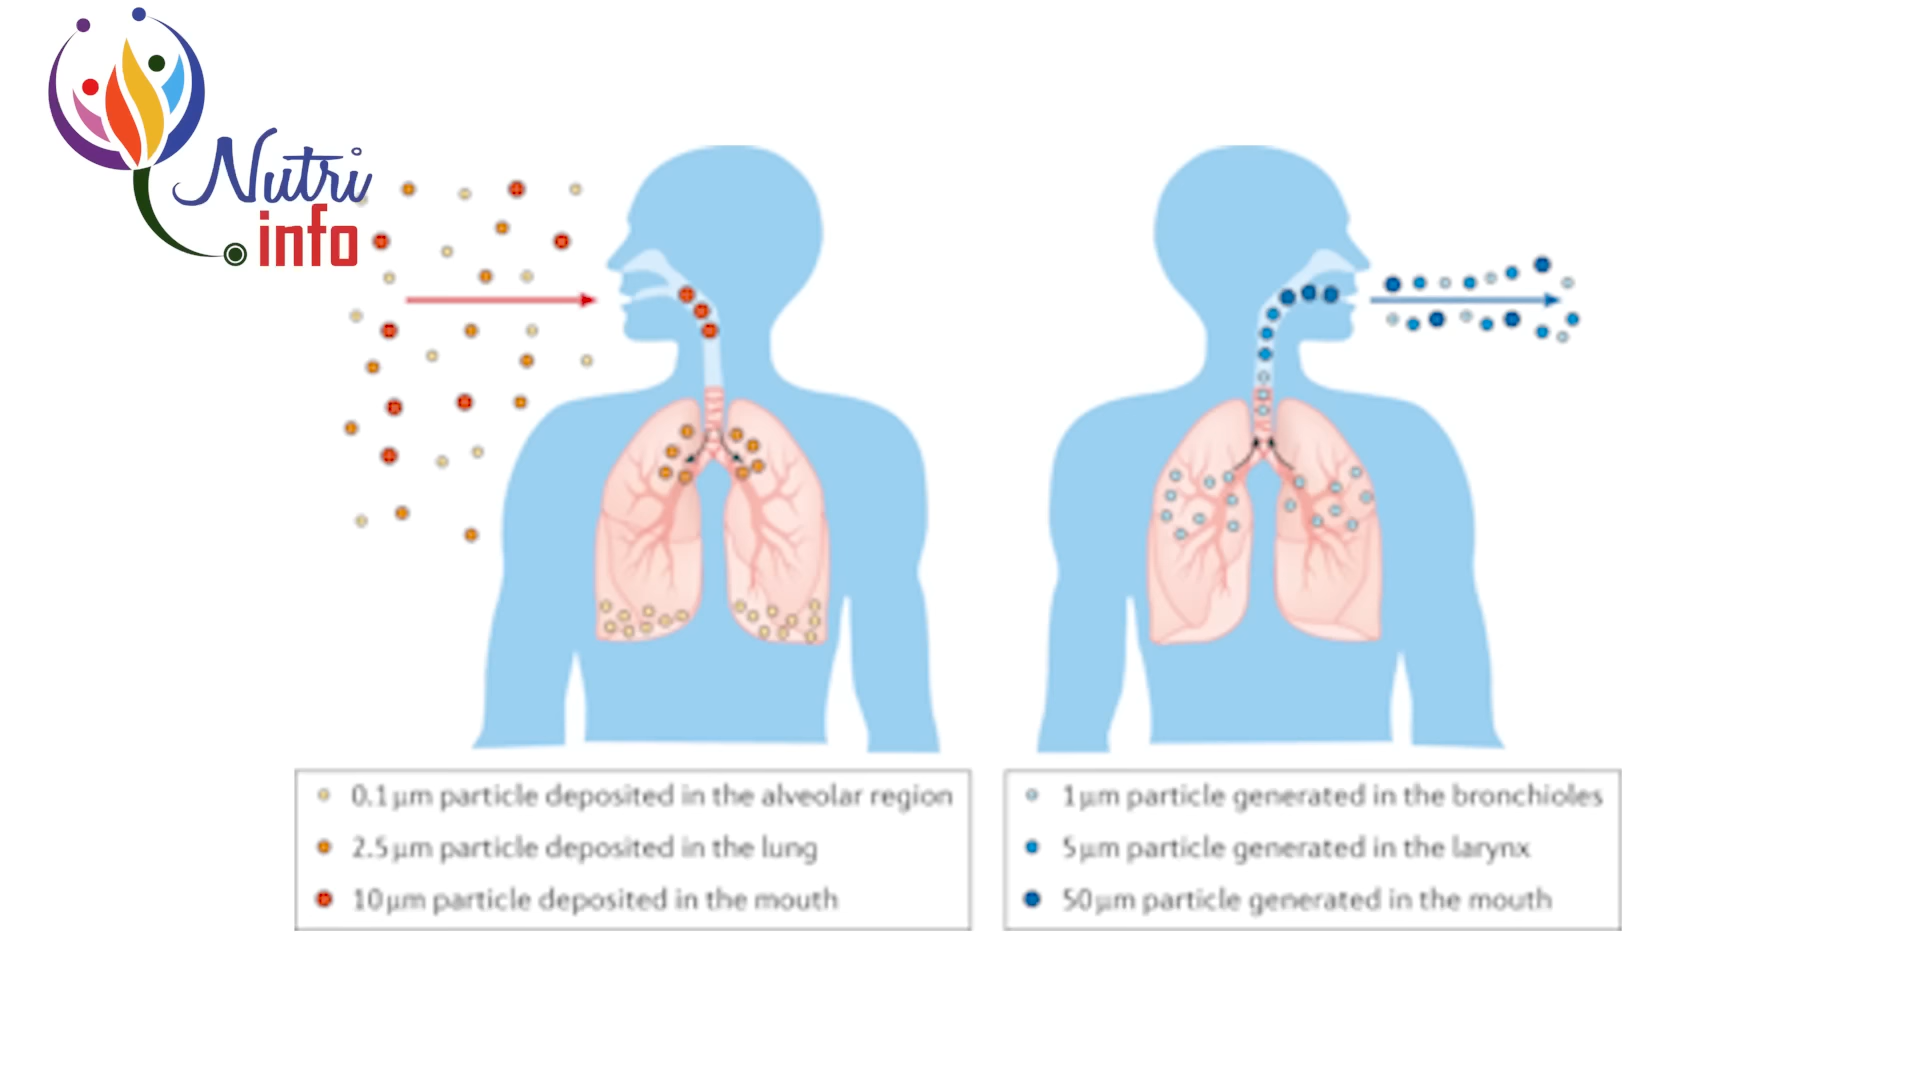 Nutri
info
0.1 µm particle deposited in the alveolar region
2.5 µm particle deposited in the lung
10 µm particle deposited in the mouth
1 µm particle generated in the bronchioles
5 µm particle generated in the larynx
50 µm particle generated in the mouth